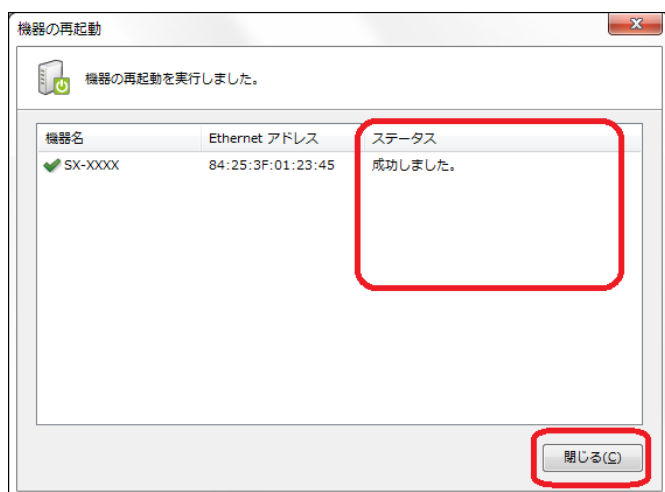 機器の再起動
機器の再起動を実行しました。
機器名 Ethernet アドレス ステータス
SX-XXXX 84:25:3F:01:23:45 成功しました。
閉じる(C)